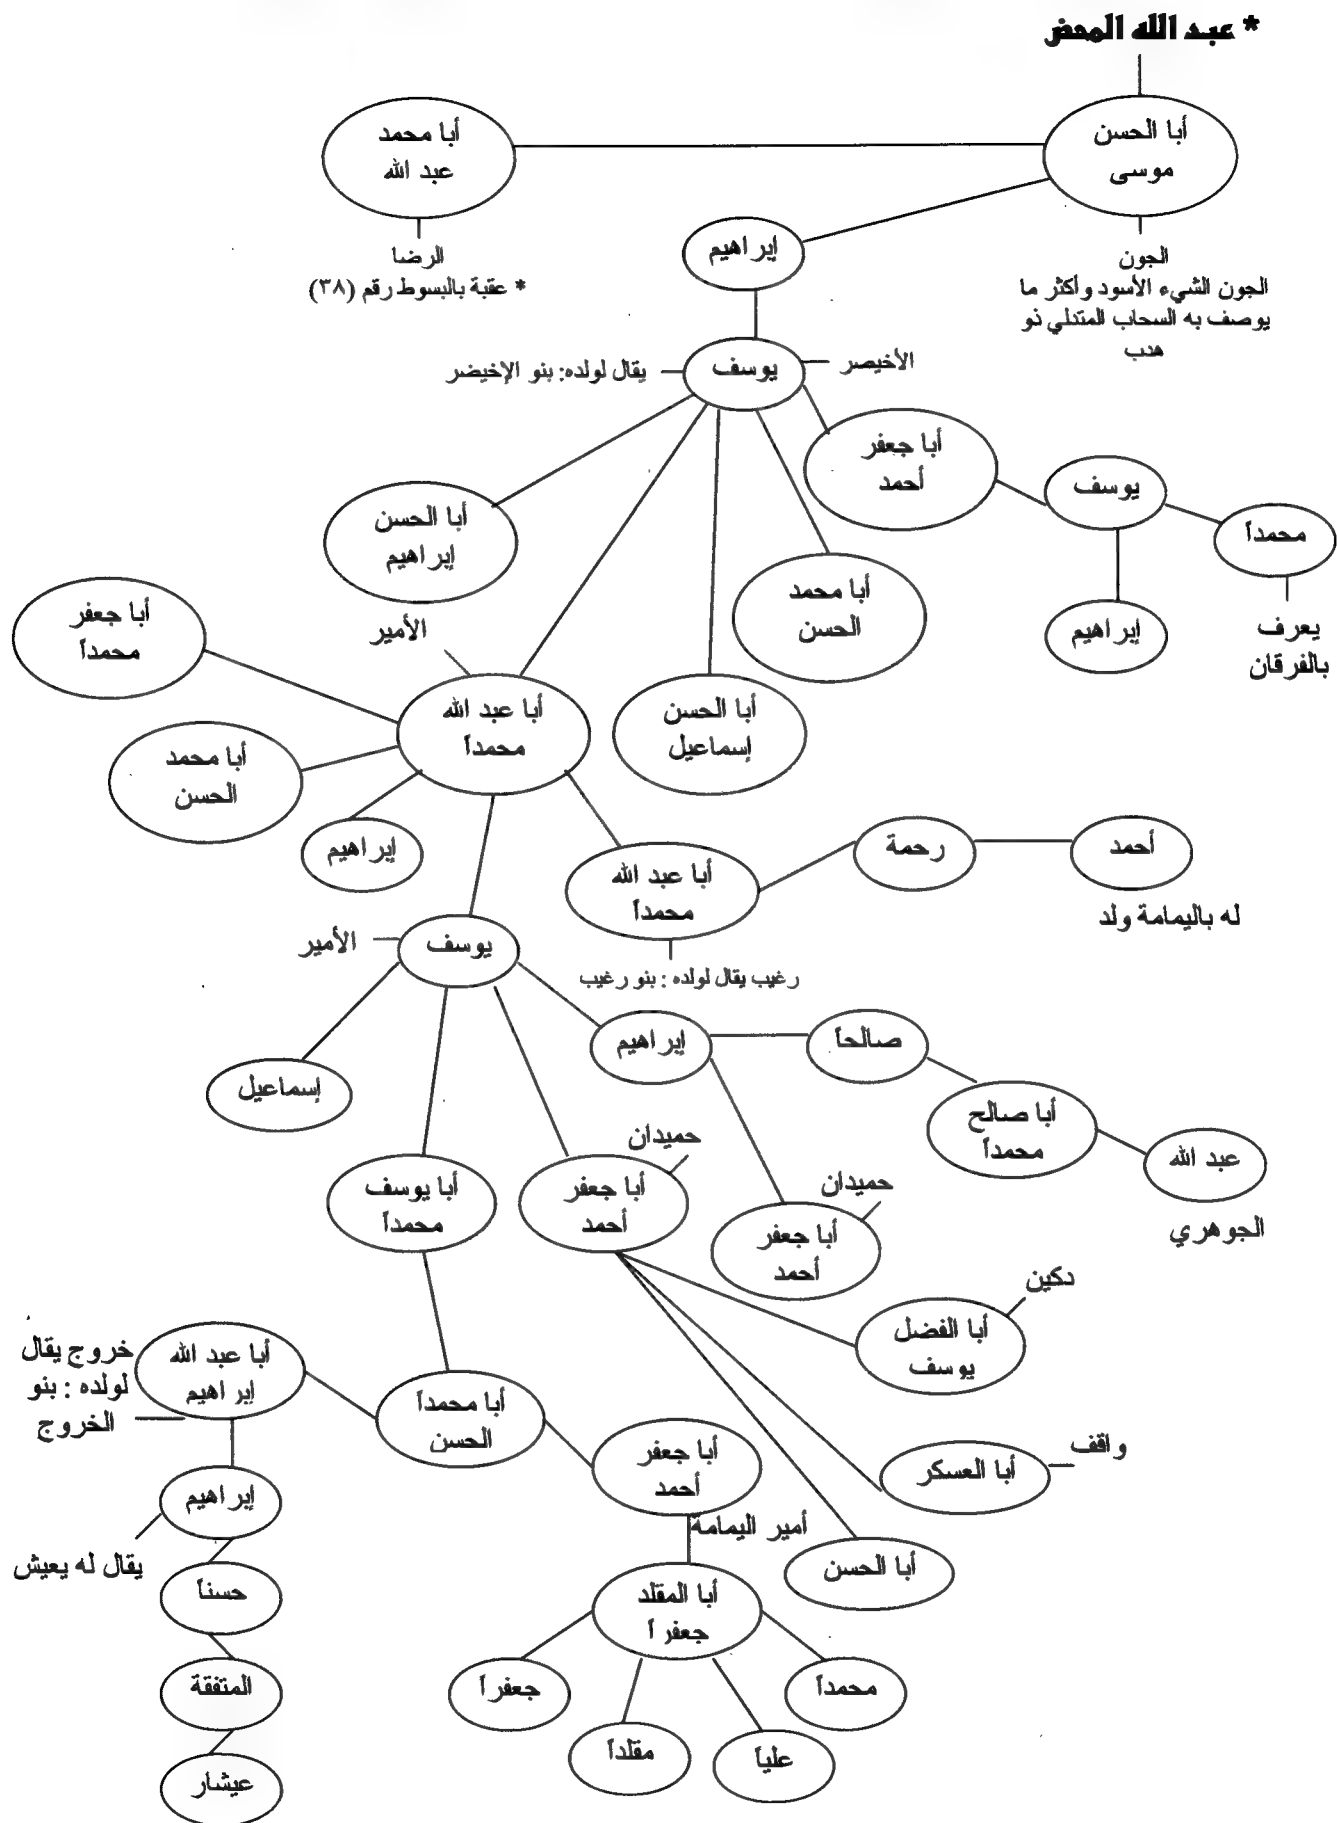 * عبد الله المحض
أبا الحسن
موسى
أبا محمد
عبد الله
الجون
الجون الشيء الأسود وأكثر ما
يوصف به السحاب المتدلي ذو
هدب
الرضا
* عقبة بالبسوط رقم (٣٨)
إبراهيم
يوسف
الأخيصر
يقال لولده: بنو الإخيضر
أبا جعفر
أحمد
يوسف
محمداً
يعرف
بالفرقان
إبراهيم
أبا محمد
الحسن
أبا الحسن
إسماعيل
أبا الحسن
إبراهيم
الأمير
أبا عبد الله
محمداً
أبا جعفر
محمداً
أبا محمد
الحسن
إبراهيم
أبا عبد الله
محمداً
رغيب يقال لولده : بنو رغيب
رحمة
أحمد
له باليمامة ولد
يوسف
الأمير
إبراهيم
صالحاً
أبا صالح
محمداً
عبد الله
الجوهري
حميدان
أبا جعفر
أحمد
إسماعيل
حميدان
أبا جعفر
أحمد
أبا يوسف
محمداً
دكين
أبا الفضل
يوسف
واقف
أبا العسكر
أبا الحسن
أبا محمداً
الحسن
أبا عبد الله
إبراهيم
خروج يقال
لولده : بنو
الخروج
إبراهيم
يقال له يعيش
حسناً
المتفقة
عيشار
أبا جعفر
أحمد
أمير اليمامة
أبا المقلد
جعفراً
محمداً
علياً
مقلداً
جعفراً